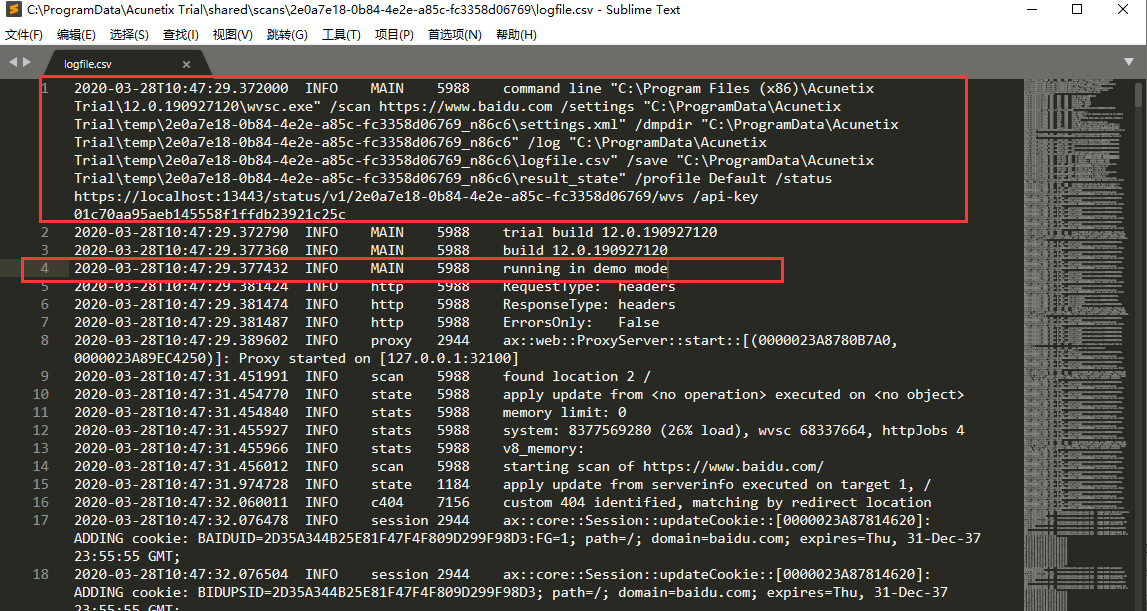 C:\ProgramData\Acunetix Trial\shared\scans\2e0a7e18-0b84-4e2e-a85c-fc3358d06769\logfile.csv - Sublime Text
文件(F) 编辑(E) 选择(S) 查找(I) 视图(V) 跳转(G) 工具(T) 项目(P) 首选项(N) 帮助(H)
logfile.csv
1 2020-03-28T10:47:29.372000 INFO MAIN 5988 command line "C:\Program Files (x86)\Acunetix
Trial\12.0.190927120\wvsc.exe" /scan https://www.baidu.com /settings "C:\ProgramData\Acunetix
Trial\temp\2e0a7e18-0b84-4e2e-a85c-fc3358d06769_n86c6\settings.xml" /dmpdir "C:\ProgramData\Acunetix
Trial\temp\2e0a7e18-0b84-4e2e-a85c-fc3358d06769_n86c6" /log "C:\ProgramData\Acunetix
Trial\temp\2e0a7e18-0b84-4e2e-a85c-fc3358d06769_n86c6\logfile.csv" /save "C:\ProgramData\Acunetix
Trial\temp\2e0a7e18-0b84-4e2e-a85c-fc3358d06769_n86c6\result_state" /profile Default /status
https://localhost:13443/status/v1/2e0a7e18-0b84-4e2e-a85c-fc3358d06769/wvs /api-key
01c70aa95aeb145558f1ffdb23921c25c
2 2020-03-28T10:47:29.372790 INFO MAIN 5988 trial build 12.0.190927120
3 2020-03-28T10:47:29.377360 INFO MAIN 5988 build 12.0.190927120
4 2020-03-28T10:47:29.377432 INFO MAIN 5988 running in demo mode
5 2020-03-28T10:47:29.381424 INFO http 5988 RequestType: headers
6 2020-03-28T10:47:29.381474 INFO http 5988 ResponseType: headers
7 2020-03-28T10:47:29.381487 INFO http 5988 ErrorsOnly: False
8 2020-03-28T10:47:29.389602 INFO proxy 2944 ax::web::ProxyServer::start::[(0000023A8780B7A0,
0000023A89EC4250)]: Proxy started on [127.0.0.1:32100]
9 2020-03-28T10:47:31.451991 INFO scan 5988 found location 2 /
10 2020-03-28T10:47:31.454770 INFO state 5988 apply update from <no operation> executed on <no object>
11 2020-03-28T10:47:31.454840 INFO stats 5988 memory limit: 0
12 2020-03-28T10:47:31.455927 INFO stats 5988 system: 8377569280 (26% load), wvsc 68337664, httpJobs 4
13 2020-03-28T10:47:31.455966 INFO stats 5988 v8_memory:
14 2020-03-28T10:47:31.456012 INFO scan 5988 starting scan of https://www.baidu.com/
15 2020-03-28T10:47:31.974728 INFO state 1184 apply update from serverinfo executed on target 1, /
16 2020-03-28T10:47:32.060011 INFO c404 7156 custom 404 identified, matching by redirect location
17 2020-03-28T10:47:32.076478 INFO session 2944 ax::core::Session::updateCookie::[0000023A87814620]:
ADDING cookie: BAIDUID=2D35A344B25E81F47F4F809D299F98D3:FG=1; path=/; domain=baidu.com; expires=Thu, 31-Dec-37
23:55:55 GMT;
18 2020-03-28T10:47:32.076504 INFO session 2944 ax::core::Session::updateCookie::[0000023A87814620]:
ADDING cookie: BIDUPSID=2D35A344B25E81F47F4F809D299F98D3; path=/; domain=baidu.com; expires=Thu, 31-Dec-37
23:55:55 GMT;